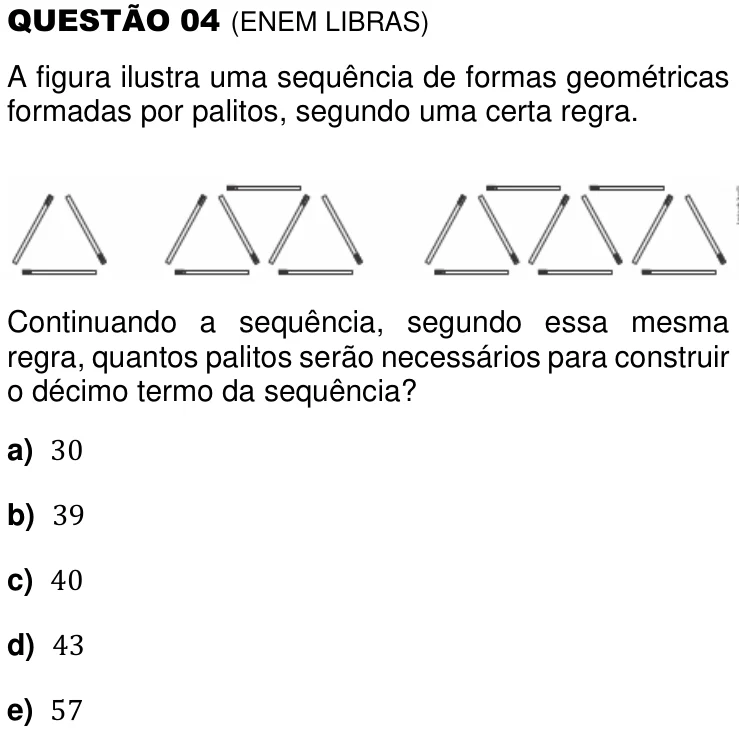 QUESTÃO 04 (ENEM LIBRAS)
A figura ilustra uma sequência de formas geométricas
formadas por palitos, segundo uma certa regra.
Continuando a sequência, segundo essa mesma
regra, quantos palitos serão necessários para construir
o décimo termo da sequência?
a) 30
b) 39
c) 40
d) 43
e) 57